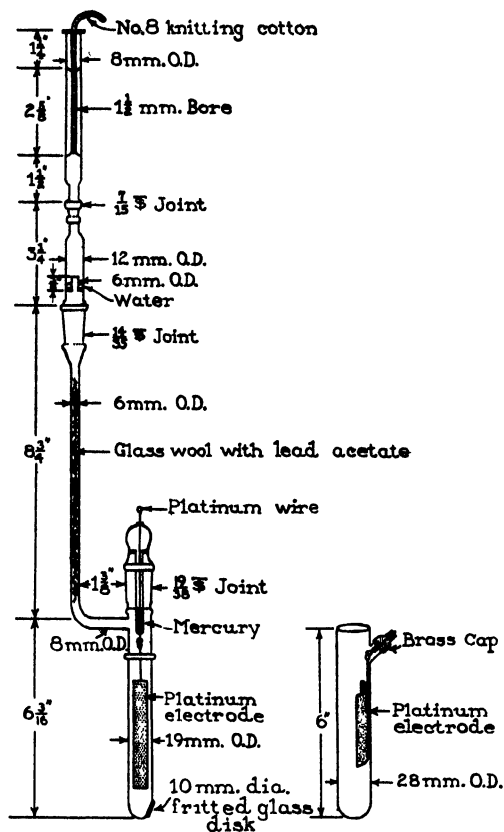 No.8 knitting cotton
1¼"
8mm. O.D.
2⅝"
1½ mm. Bore
1½"
7/15 ⦟ Joint
3¼"
12 mm. O.D.
6mm. O.D.
Water
14/35 ⦟ Joint
6mm. O.D.
8¾"
Glass wool with lead acetate
Platinum wire
1⅜"
19/38 ⦟ Joint
Mercury
8mm. O.D.
Brass Cap
6 3/16"
Platinum
electrode
19mm. O.D.
6"
Platinum
electrode
10 mm. dia.
fritted glass
disk
28mm. O.D.